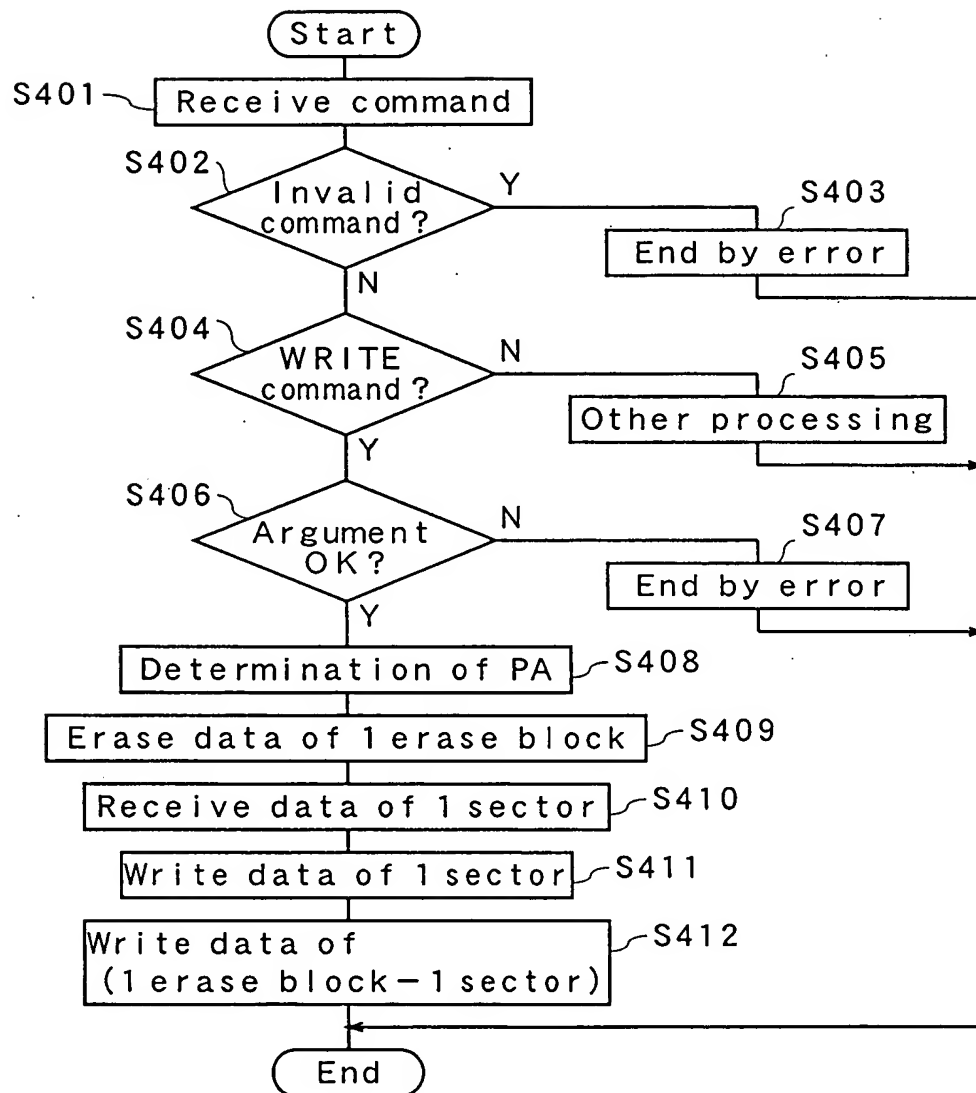 Start
S401
Receive command
S402
Invalid
command?
Y
N
S403
End by error
S404
WRITE
command?
N
Y
S405
Other processing
S406
Argument
OK?
N
Y
S407
End by error
Determination of PA
S408
Erase data of 1 erase block
S409
Receive data of 1 sector
S410
Write data of 1 sector
S411
Write data of
(1 erase block-1 sector)
S412
End